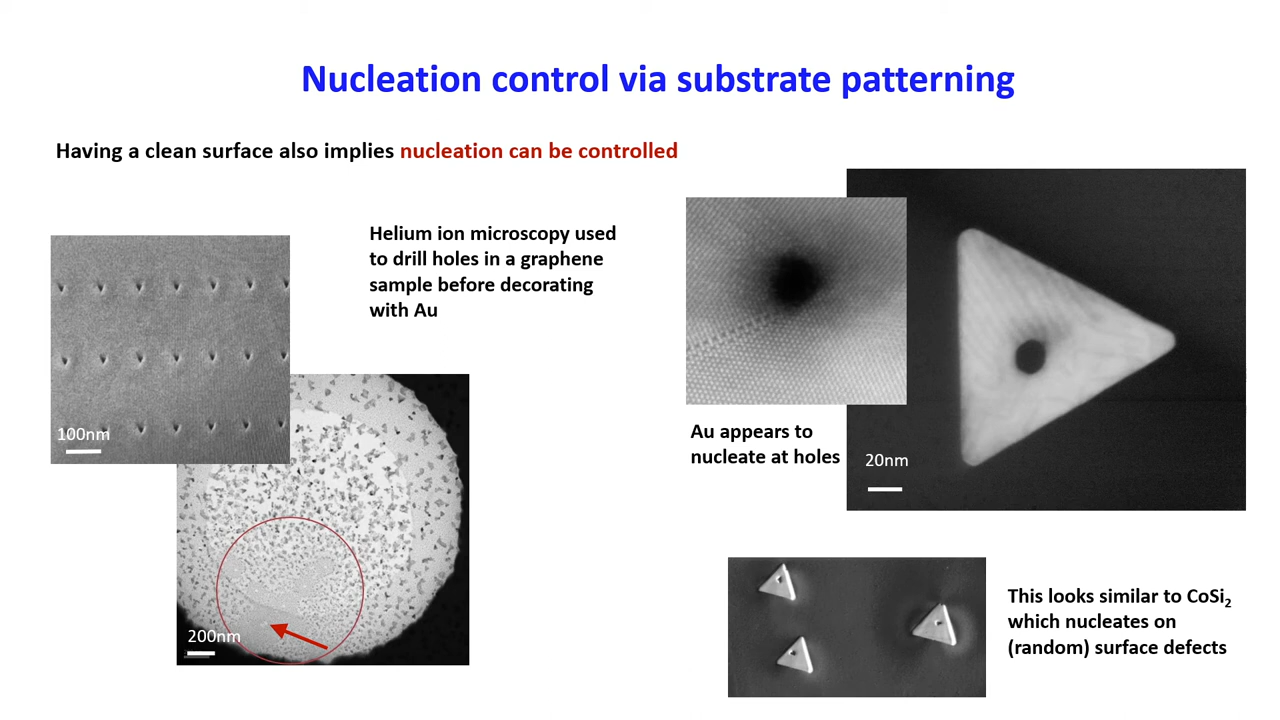 Nucleation control via substrate patterning
Having a clean surface also implies nucleation can be controlled
Helium ion microscopy used
to drill holes in a graphene
sample before decorating
with Au
100nm
200nm
Au appears to
nucleate at holes
20nm
This looks similar to CoSi₂
which nucleates on
(random) surface defects